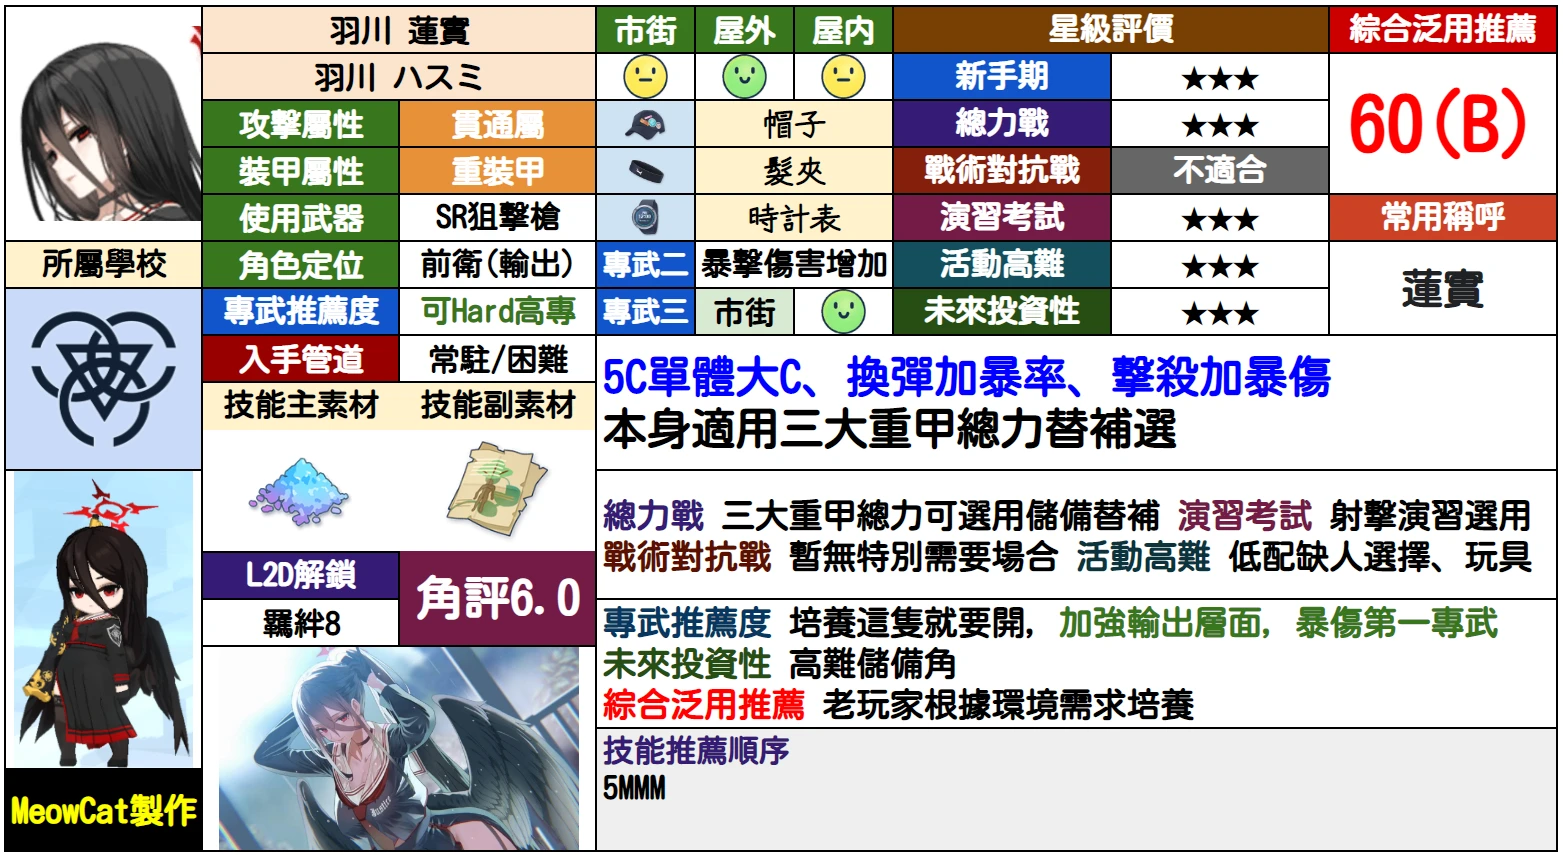 羽川 蓮實
羽川 ハスミ
攻擊屬性 貫通屬
裝甲屬性 重裝甲
使用武器 SR狙擊槍
角色定位 前衛(輸出)
專武推薦度 可Hard高專
入手管道 常駐/困難
技能主素材 技能副素材
L2D解鎖
羈絆8
角評6.0
所屬學校
MeowCat製作
市街 屋外 屋内
帽子
髮夾
時計表
專武二 暴擊傷害增加
專武三 市街
星級評價
新手期 ★★★
總力戰 ★★★
戰術對抗戰 不適合
演習考試 ★★★
活動高難 ★★★
未來投資性 ★★★
綜合泛用推薦
60(B)
常用稱呼
蓮實
5C單體大C、換彈加暴率、擊殺加暴傷
本身適用三大重甲總力替補選
總力戰 三大重甲總力可選用儲備替補 演習考試 射擊演習選用
戰術對抗戰 暫無特別需要場合 活動高難 低配缺人選擇、玩具
專武推薦度 培養這隻就要開, 加強輸出層面, 暴傷第一專武
未來投資性 高難儲備角
綜合泛用推薦 老玩家根據環境需求培養
技能推薦順序
5MMM
Justice